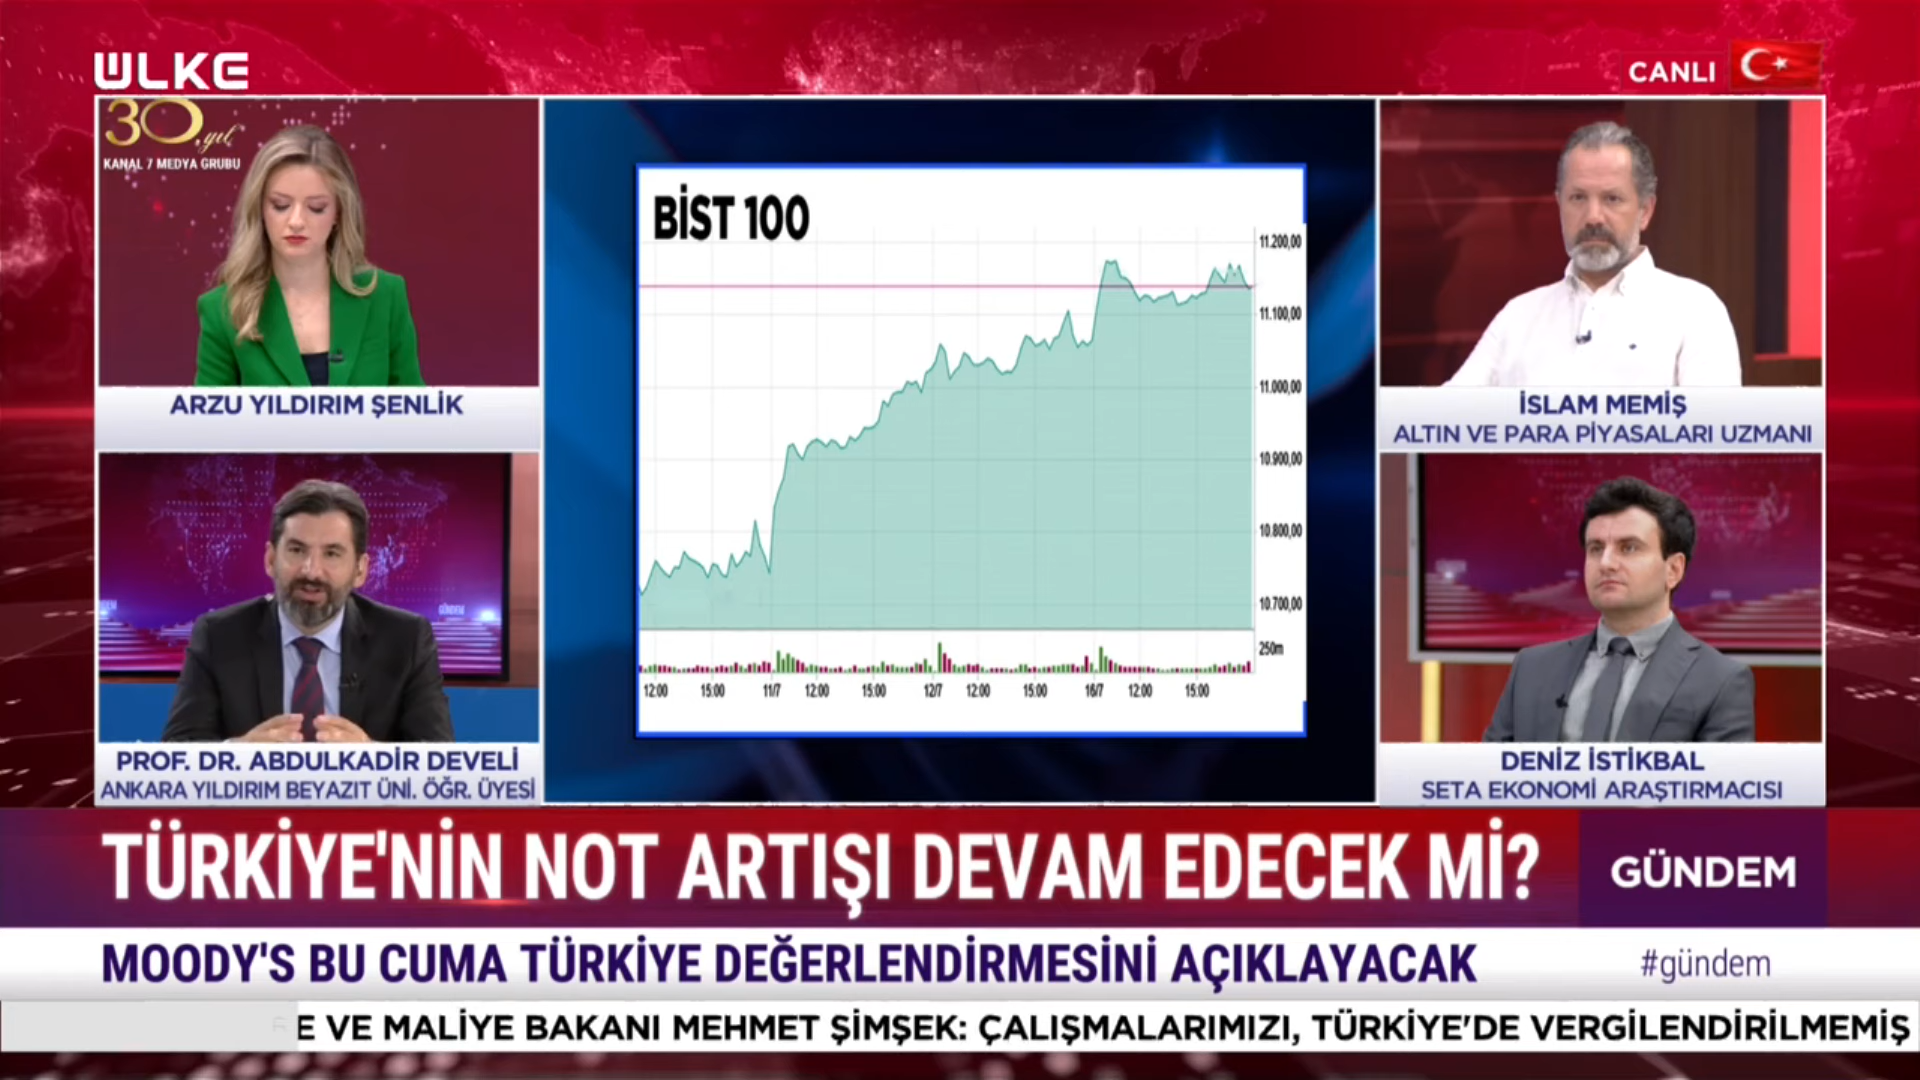 ÜLKE
CANLI
30.yıl
KANAL 7 MEDYA GRUBU
ARZU YILDIRIM ŞENLİK
PROF. DR. ABDULKADİR DEVELİ
ANKARA YILDIRIM BEYAZIT ÜNİ. ÖĞR. ÜYESİ
BİST 100
11.200,00
11.100,00
11.000,00
10.900,00
10.800,00
10.700,00
250m
12:00 15:00 11/7 12:00 15:00 12/7 12:00 15:00 16/7 12:00 15:00
İSLAM MEMİŞ
ALTIN VE PARA PİYASALARI UZMANI
DENİZ İSTİKBAL
SETA EKONOMİ ARAŞTIRMACISI
GÜNDEM
TÜRKİYE'NİN NOT ARTIŞI DEVAM EDECEK Mİ?
GÜNDEM
MOODY'S BU CUMA TÜRKİYE DEĞERLENDİRMESİNİ AÇIKLAYACAK
#gündem
E VE MALİYE BAKANI MEHMET ŞİMŞEK: ÇALIŞMALARIMIZI, TÜRKİYE'DE VERGİLENDİRİLMEMİŞ